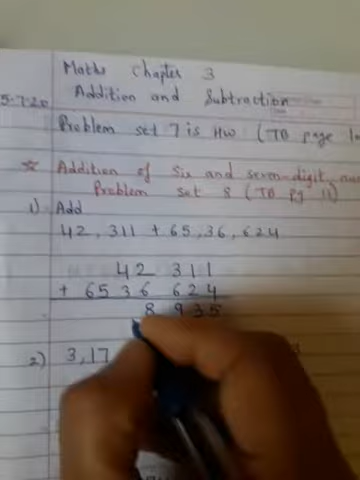 Maths Chapter 3
5.7.20 Addition and Subtraction
Problem set 7 is HW (TB page
☆ Addition of Six and seven-digit
Problem set 8 (TB pg 11)
1) Add
42,311 + 65,36,624
42 311
+ 65 36 624
8 935
2) 3,17